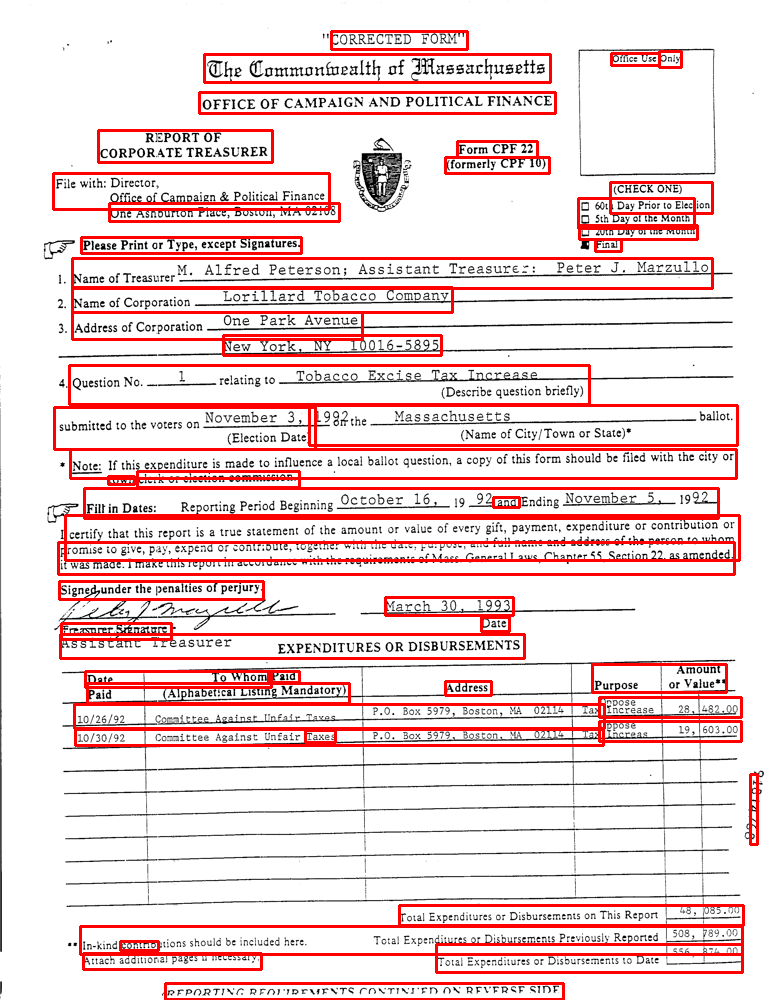 "CORRECTED FORM"
The Commonwealth of Massachusetts
Office Use Only
OFFICE OF CAMPAIGN AND POLITICAL FINANCE
REPORT OF
CORPORATE TREASURER
Form CPF 22
(formerly CPF 10)
File with: Director,
Office of Campaign & Political Finance
One Ashburton Place, Boston, MA 02108
(CHECK ONE)
60th Day Prior to Election
5th Day of the Month
20th Day of the Month
Final
Please Print or Type, except Signatures.
1. Name of Treasurer M. Alfred Peterson; Assistant Treasurer: Peter J. Marzullo
2. Name of Corporation Lorillard Tobacco Company
3. Address of Corporation One Park Avenue
New York, NY 10016-5895
4. Question No. 1 relating to Tobacco Excise Tax Increase
(Describe question briefly)
submitted to the voters on November 3, 1992 on the Massachusetts ballot.
(Election Date) (Name of City/Town or State)*
* Note: If this expenditure is made to influence a local ballot question, a copy of this form should be filed with the city or
town clerk or election commission.
Fill in Dates: Reporting Period Beginning October 16, 19 92 and Ending November 5, 1992
I certify that this report is a true statement of the amount or value of every gift, payment, expenditure or contribution or
promise to give, pay, expend or contribute, together with the date, purpose, and full name and address of the person to whom
it was made. I make this report in accordance with the requirements of Mass. General Laws, Chapter 55, Section 22, as amended.
Signed under the penalties of perjury.
Peter J Marzullo March 30, 1993
Treasurer Signature Date
Assistant Treasurer
EXPENDITURES OR DISBURSEMENTS
Date Paid To Whom Paid (Alphabetical Listing Mandatory) Address Purpose Amount or Value**
10/26/92 Committee Against Unfair Taxes P.O. Box 5979, Boston, MA 02114 Oppose Tax Increase 28,482.00
10/30/92 Committee Against Unfair Taxes P.O. Box 5979, Boston, MA 02114 Oppose Tax Increas 19,603.00
Total Expenditures or Disbursements on This Report 48,085.00
** In-kind contributions should be included here. Total Expenditures or Disbursements Previously Reported 508,789.00
Attach additional pages if necessary. Total Expenditures or Disbursements to Date 556,874.00
REPORTING REQUIREMENTS CONTINUED ON REVERSE SIDE